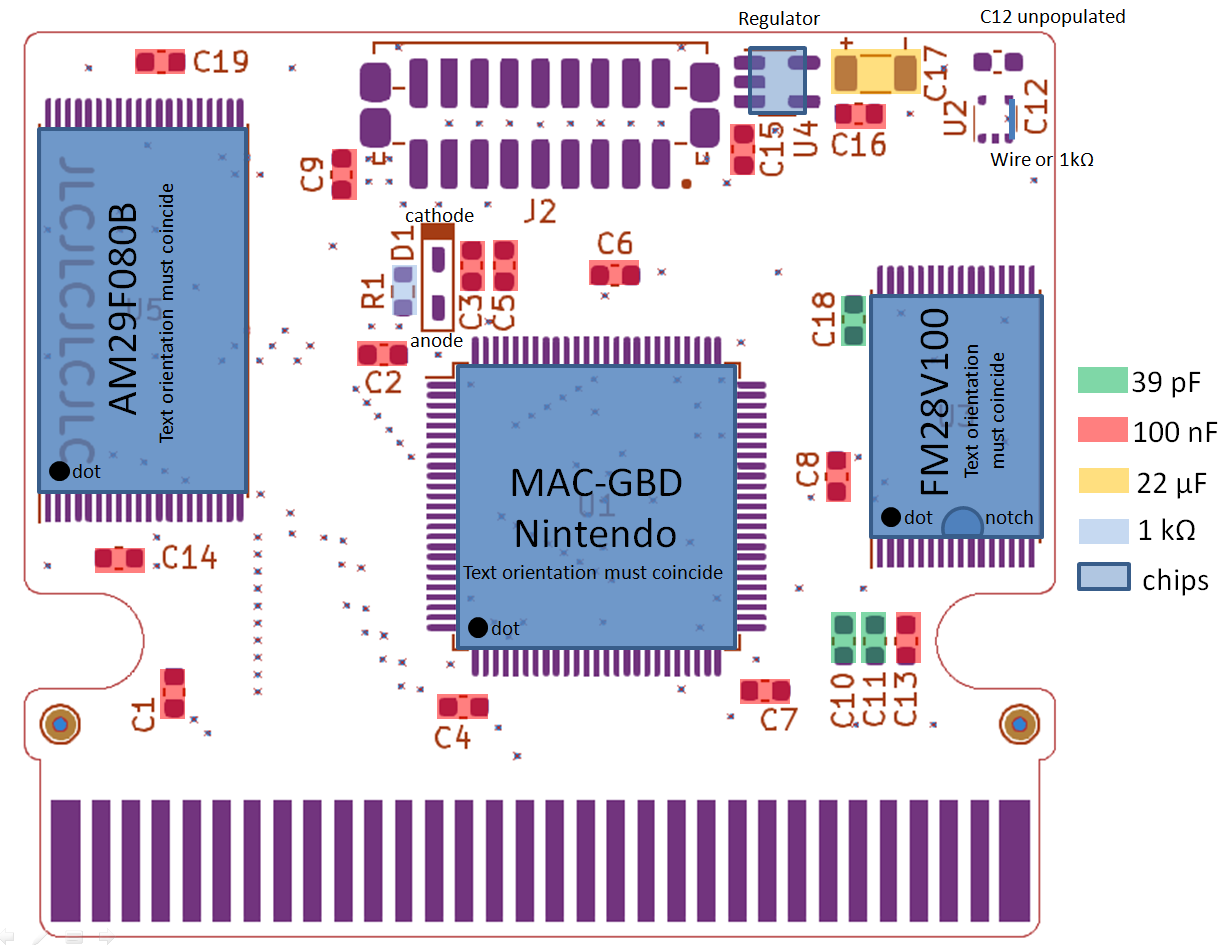 Regulator
C12 unpopulated
C19
C17
C12
U2
C15
U4
C16
Wire or 1kΩ
C9
J2
JLCJLCJLCJLC
AM29F080B
Text orientation must coincide
U5
dot
cathode
D1
R1
C3
C5
anode
C6
C2
C18
FM28V100
Text orientation
must coincide
U3
dot
notch
39 pF
100 nF
22 µF
1 kΩ
chips
MAC-GBD
U1
Nintendo
Text orientation must coincide
dot
C8
C14
C1
C4
C7
C10
C11
C13